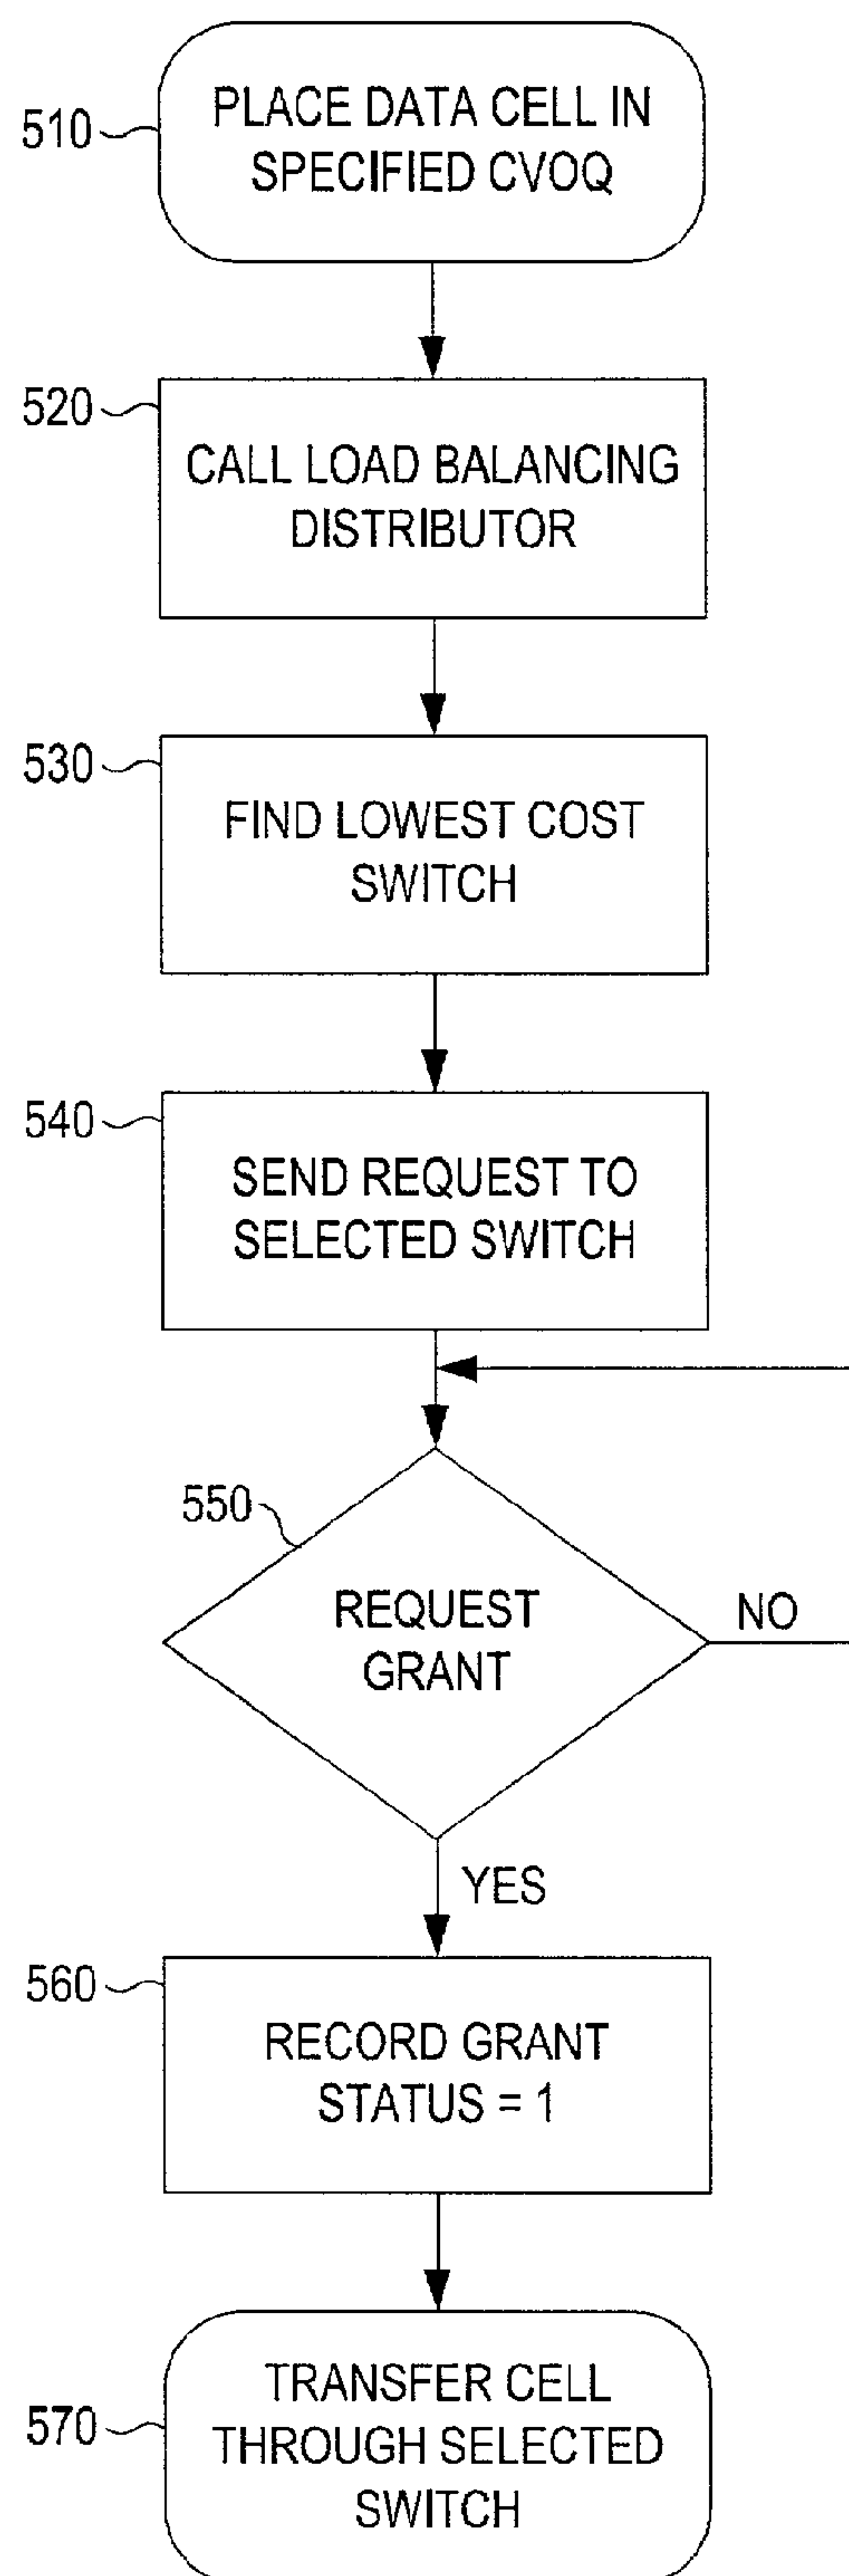 510
PLACE DATA CELL IN
SPECIFIED CVOQ
520
CALL LOAD BALANCING
DISTRIBUTOR
530
FIND LOWEST COST
SWITCH
540
SEND REQUEST TO
SELECTED SWITCH
550
REQUEST
GRANT
NO
YES
560
RECORD GRANT
STATUS = 1
570
TRANSFER CELL
THROUGH SELECTED
SWITCH